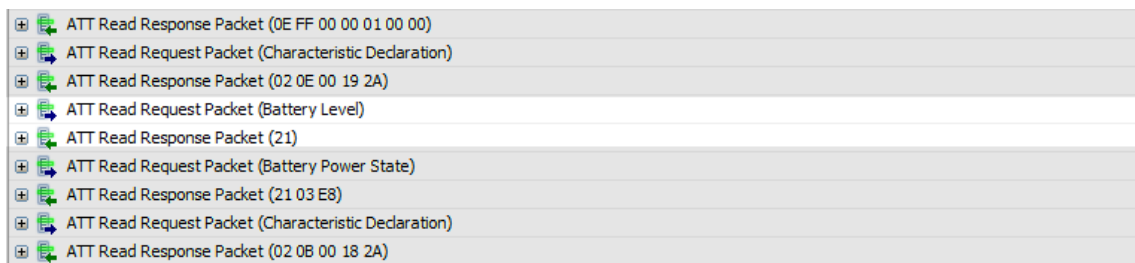 ATT Read Response Packet (0E FF 00 00 01 00 00)
ATT Read Request Packet (Characteristic Declaration)
ATT Read Response Packet (02 0E 00 19 2A)
ATT Read Request Packet (Battery Level)
ATT Read Response Packet (21)
ATT Read Request Packet (Battery Power State)
ATT Read Response Packet (21 03 E8)
ATT Read Request Packet (Characteristic Declaration)
ATT Read Response Packet (02 0B 00 18 2A)